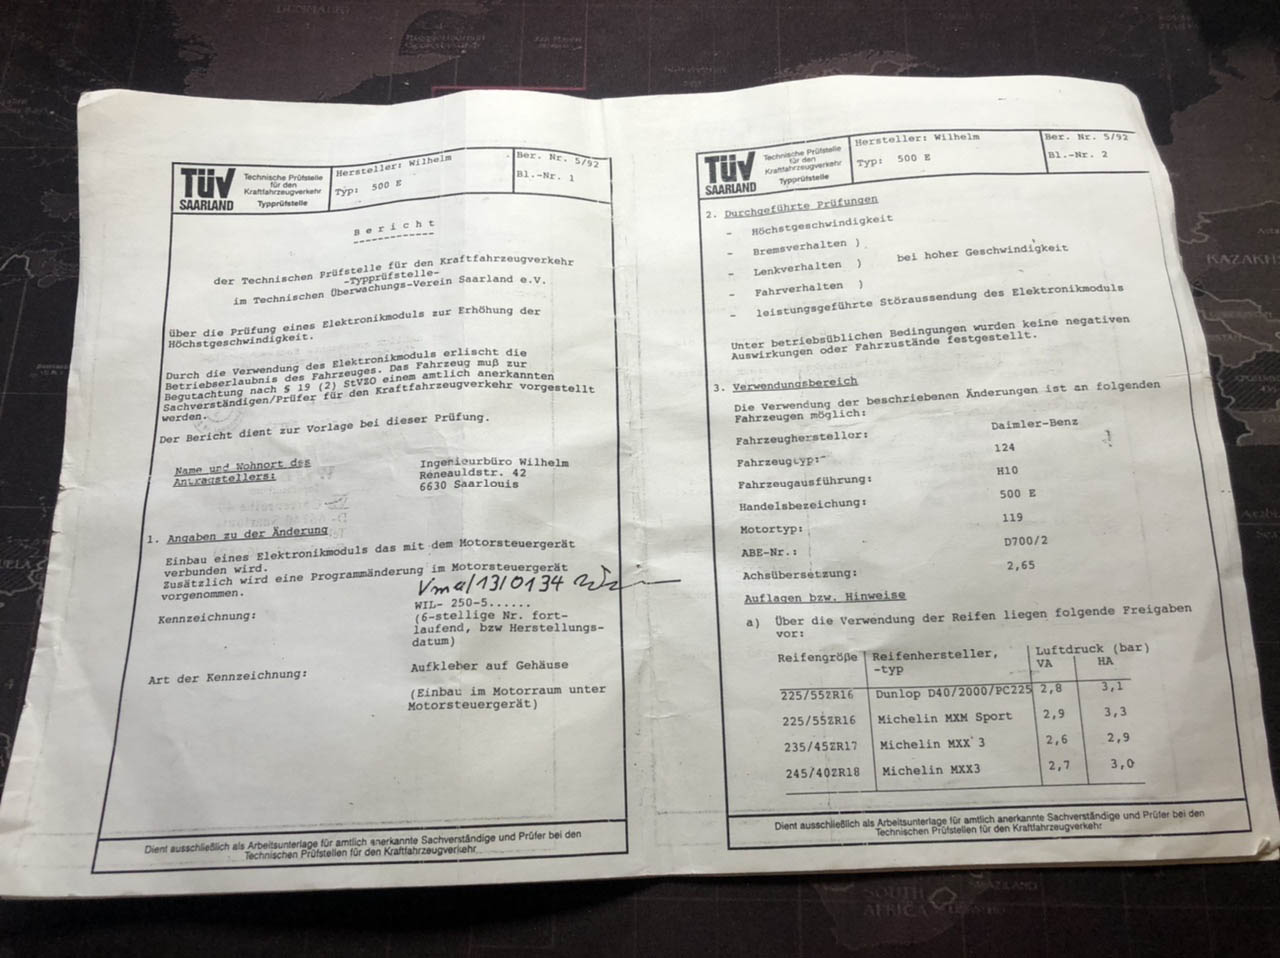 TÜV
SAARLAND
Technische Prüfstelle
für den
Kraftfahrzeugverkehr
Typprüfstelle
Hersteller: Wilhelm
Typ: 500 E
Ber. Nr. 5/92
Bl.-Nr. 1
Bericht
der Technischen Prüfstelle für den Kraftfahrzeugverkehr
-Typprüfstelle-
im Technischen Überwachungs-Verein Saarland e.V.
über die Prüfung eines Elektronikmoduls zur Erhöhung der
Höchstgeschwindigkeit.
Durch die Verwendung des Elektronikmoduls erlischt die
Betriebserlaubnis des Fahrzeuges. Das Fahrzeug muß zur
Begutachtung nach § 19 (2) StVZO einem amtlich anerkannten
Sachverständigen/Prüfer für den Kraftfahrzeugverkehr vorgestellt
werden.
Der Bericht dient zur Vorlage bei dieser Prüfung.
Name und Wohnort des
Antragstellers:
Ingenieurbüro Wilhelm
Reneauldstr. 42
6630 Saarlouis
1. Angaben zu der Änderung
Einbau eines Elektronikmoduls das mit dem Motorsteuergerät
verbunden wird.
Zusätzlich wird eine Programmänderung im Motorsteuergerät
vorgenommen.
Kennzeichnung:
WIL- 250-5......
(6-stellige Nr. fort-
laufend, bzw Herstellungs-
datum)
Art der Kennzeichnung:
Aufkleber auf Gehäuse
(Einbau im Motorraum unter
Motorsteuergerät)
Dient ausschließlich als Arbeitsunterlage für amtlich anerkannte Sachverständige und Prüfer bei den
Technischen Prüfstellen für den Kraftfahrzeugverkehr.
TÜV
SAARLAND
Technische Prüfstelle
für den
Kraftfahrzeugverkehr
Typprüfstelle
Hersteller: Wilhelm
Typ: 500 E
Ber. Nr. 5/92
Bl.-Nr. 2
2. Durchgeführte Prüfungen
- Höchstgeschwindigkeit
- Bremsverhalten )
- Lenkverhalten ) bei hoher Geschwindigkeit
- Fahrverhalten )
- leistungsgeführte Störaussendung des Elektronikmoduls
Unter betriebsüblichen Bedingungen wurden keine negativen
Auswirkungen oder Fahrzustände festgestellt.
3. Verwendungsbereich
Die Verwendung der beschriebenen Änderungen ist an folgenden
Fahrzeugen möglich:
Fahrzeughersteller: Daimler-Benz
Fahrzeugtyp: 124
Fahrzeugausführung: H10
Handelsbezeichung: 500 E
Motortyp: 119
ABE-Nr.: D700/2
Achsübersetzung: 2,65
Auflagen bzw. Hinweise
a) Über die Verwendung der Reifen liegen folgende Freigaben
vor:
Reifengröße Reifenhersteller, Luftdruck (bar)
-typ VA HA
225/55ZR16 Dunlop D40/2000/PC225 2,8 3,1
225/55ZR16 Michelin MXM Sport 2,9 3,3
235/45ZR17 Michelin MXX 3 2,6 2,9
245/40ZR18 Michelin MXX3 2,7 3,0
Dient ausschließlich als Arbeitsunterlage für amtlich anerkannte Sachverständige und Prüfer bei den
Technischen Prüfstellen für den Kraftfahrzeugverkehr
KAZAKHS
SOUTH
AFRICA